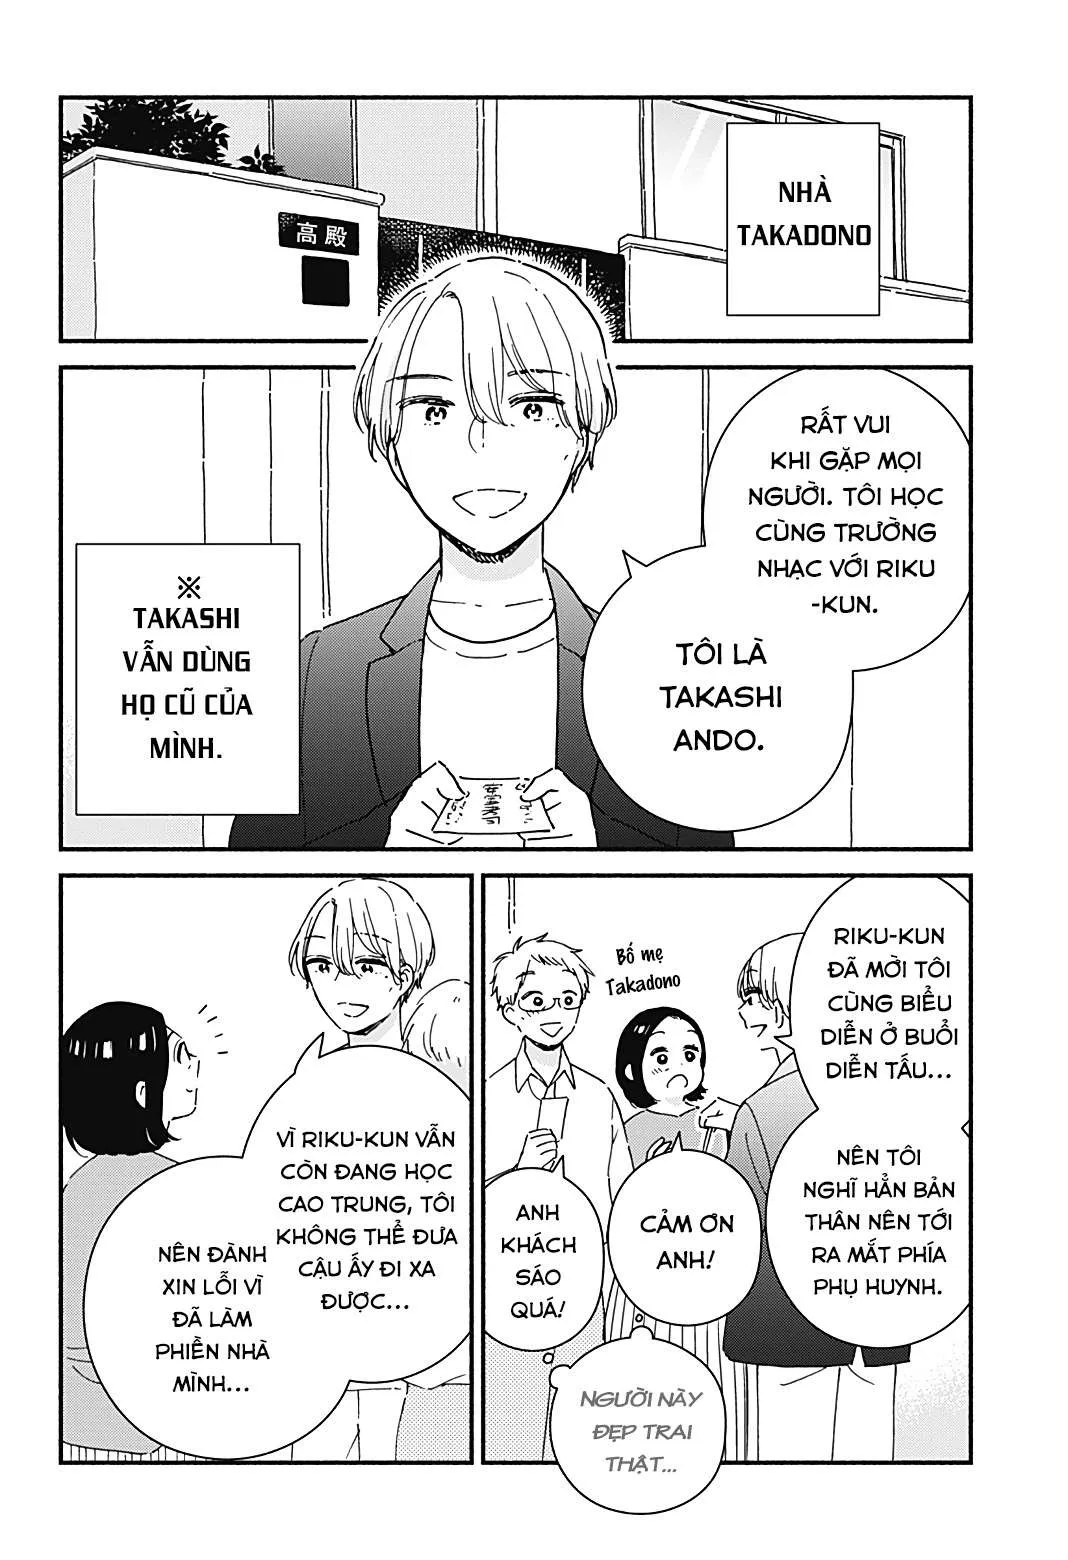 高殿
NHÀ
TAKADONO
RẤT VUI
KHI GẶP MỌI
NGƯỜI. TÔI HỌC
CÙNG TRƯỜNG
NHẠC VỚI RIKU
-KUN.
TÔI LÀ
TAKASHI
ANDO.
※
TAKASHI
VẪN DÙNG
HỌ CŨ CỦA
MÌNH.
RIKU-KUN
ĐÃ MỜI TÔI
CÙNG BIỂU
DIỄN Ở BUỔI
DIỄN TẤU...
NÊN TÔI
NGHĨ HẲN BẢN
THÂN NÊN TỚI
RA MẮT PHÍA
PHỤ HUYNH.
Bố mẹ
Takadono
CẢM ƠN
ANH!
ANH
KHÁCH
SÁO
QUÁ!
NGƯỜI NÀY
ĐẸP TRAI
THẬT...
VÌ RIKU-KUN VẪN
CÒN ĐANG HỌC
CAO TRUNG, TÔI
KHÔNG THỂ ĐƯA
CẬU ẤY ĐI XA
ĐƯỢC...
NÊN ĐÀNH
XIN LỖI VÌ
ĐÃ LÀM
PHIỀN NHÀ
MÌNH...